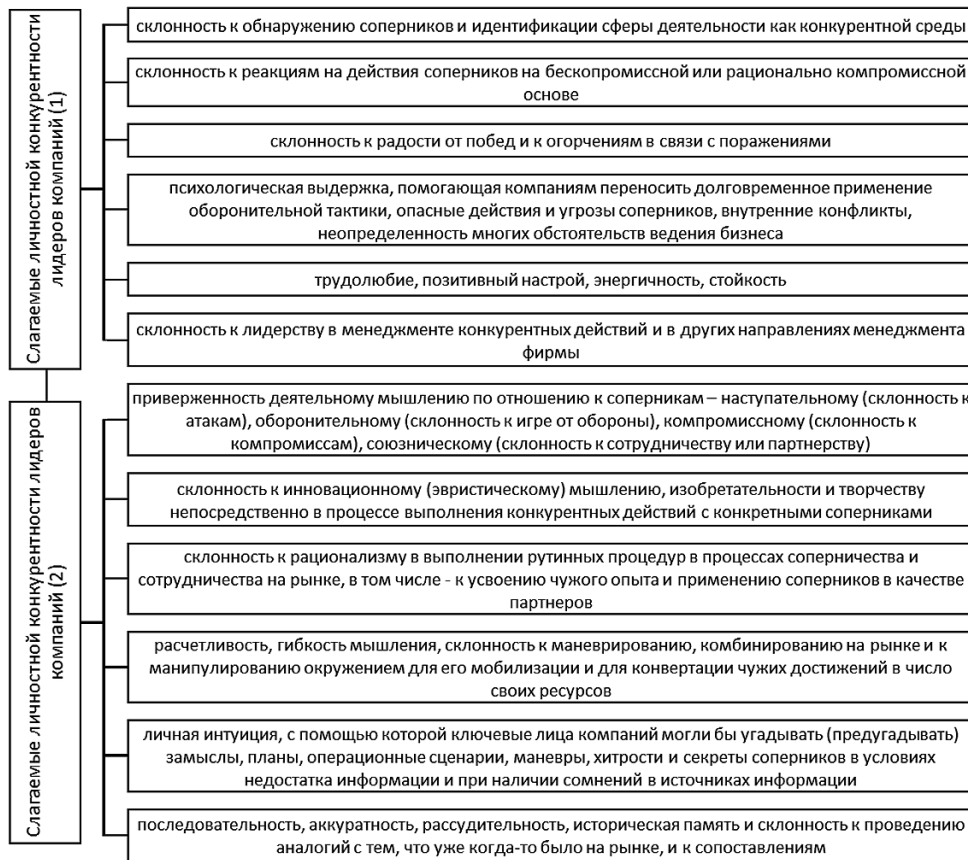 Слагаемые личностной конкурентности
лидеров компаний (1)
склонность к обнаружению соперников и идентификации сферы деятельности как конкурентной среды
склонность к реакциям на действия соперников на бескопромиссной или рационально компромиссной
основе
склонность к радости от побед и к огорчениям в связи с поражениями
психологическая выдержка, помогающая компаниям переносить долговременное применение
оборонительной тактики, опасные действия и угрозы соперников, внутренние конфликты,
неопределенность многих обстоятельств ведения бизнеса
трудолюбие, позитивный настрой, энергичность, стойкость
склонность к лидерству в менеджменте конкурентных действий и в других направлениях менеджмента
фирмы
Слагаемые личностной конкурентности лидеров
компаний (2)
приверженность деятельному мышлению по отношению к соперникам – наступательному (склонность к
атакам), оборонительному (склонность к игре от обороны), компромиссному (склонность к
компромиссам), союзническому (склонность к сотрудничеству или партнерству)
склонность к инновационному (эвристическому) мышлению, изобретательности и творчеству
непосредственно в процессе выполнения конкурентных действий с конкретными соперниками
склонность к рационализму в выполнении рутинных процедур в процессах соперничества и
сотрудничества на рынке, в том числе - к усвоению чужого опыта и применению соперников в качестве
партнеров
расчетливость, гибкость мышления, склонность к маневрированию, комбинированию на рынке и к
манипулированию окружением для его мобилизации и для конвертации чужих достижений в число
своих ресурсов
личная интуиция, с помощью которой ключевые лица компаний могли бы угадывать (предугадывать)
замыслы, планы, операционные сценарии, маневры, хитрости и секреты соперников в условиях
недостатка информации и при наличии сомнений в источниках информации
последовательность, аккуратность, рассудительность, историческая память и склонность к проведению
аналогий с тем, что уже когда-то было на рынке, и к сопоставлениям